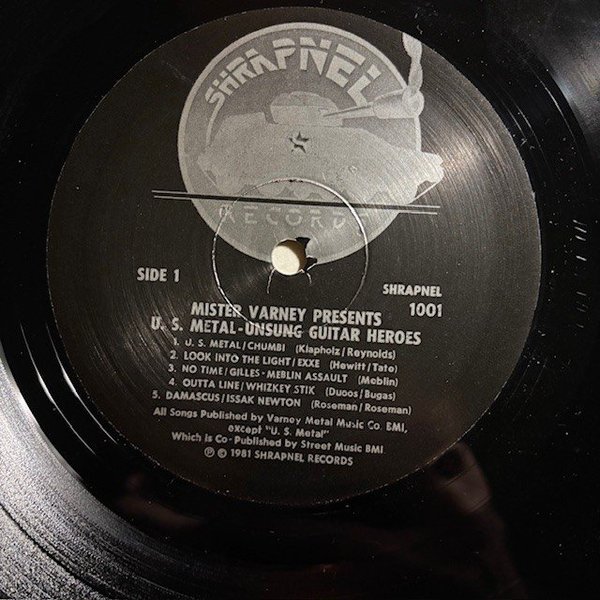 SHRAPNEL
RECORDS
SIDE 1
SHRAPNEL
1001
MISTER VARNEY PRESENTS
U. S. METAL-UNSUNG GUITAR HEROES
1. U. S. METAL/CHUMBI (Klapholz/Reynolds)
2. LOOK INTO THE LIGHT/EXXE (Hewitt/Tate)
3. NO TIME/GILLES-MEBLIN ASSAULT (Meblin)
4. OUTTA LINE/WHIZKEY STIK (Duoos/Bugas)
5. DAMASCUS/ISSAK NEWTON (Roseman/Roseman)
All Songs Published by Varney Metal Music Co. BMI,
except "U. S. Metal"
Which is Co-Published by Street Music BMI
℗ © 1981 SHRAPNEL RECORDS